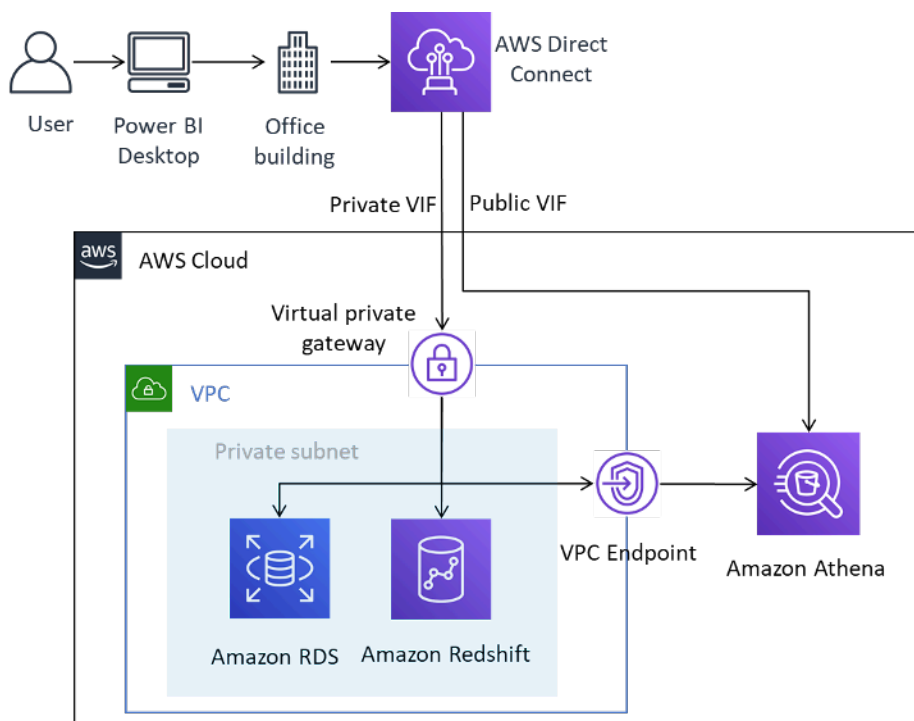 AWS Direct
Connect
User
Power BI
Desktop
Office
building
Private VIF
Public VIF
aws
AWS Cloud
Virtual private
gateway
VPC
Private subnet
VPC Endpoint
Amazon Athena
Amazon RDS
Amazon Redshift